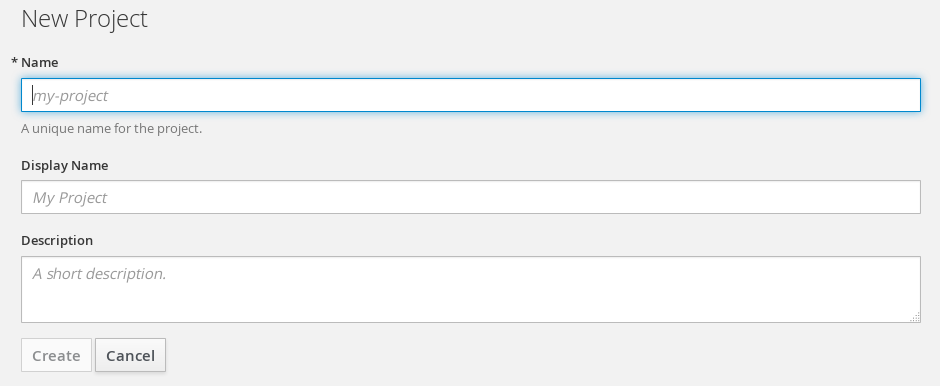 New Project
* Name
my-project
A unique name for the project.
Display Name
My Project
Description
A short description.
Create Cancel